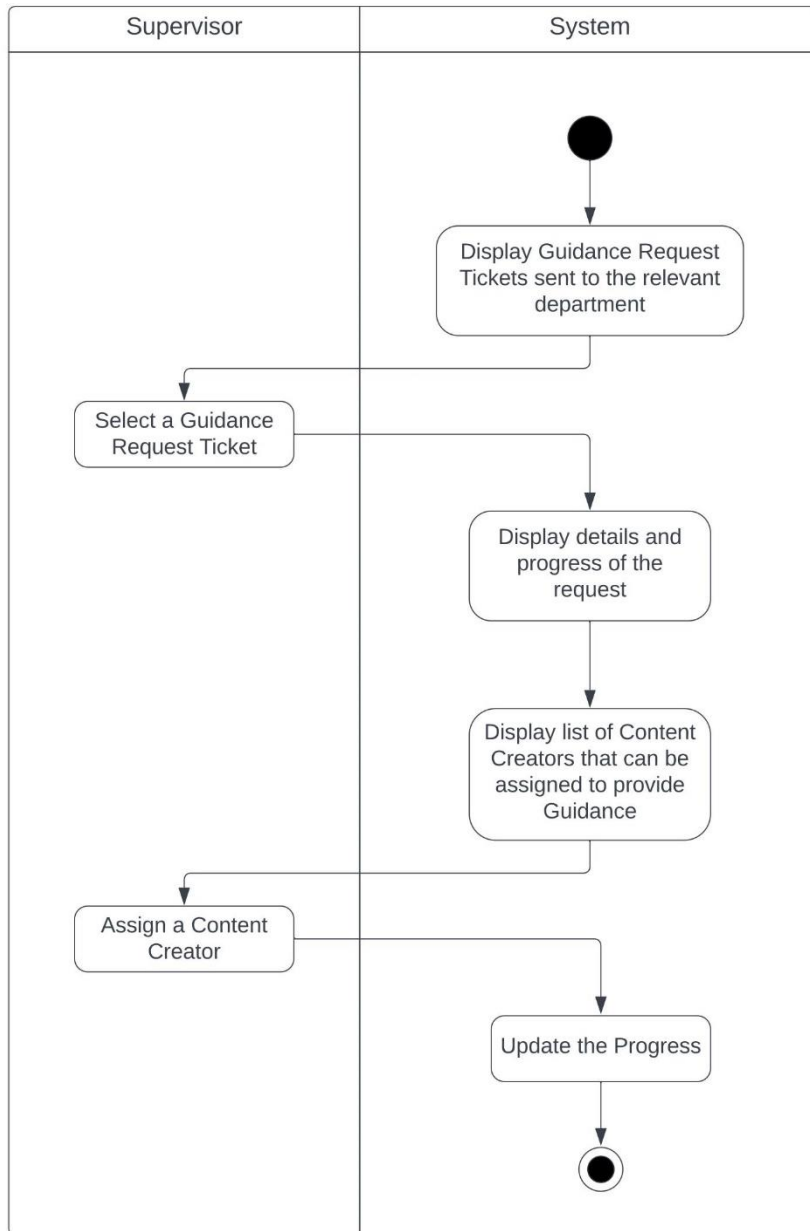 Supervisor
System
Display Guidance Request
Tickets sent to the relevant
department
Select a Guidance
Request Ticket
Display details and
progress of the
request
Display list of Content
Creators that can be
assigned to provide
Guidance
Assign a Content
Creator
Update the Progress